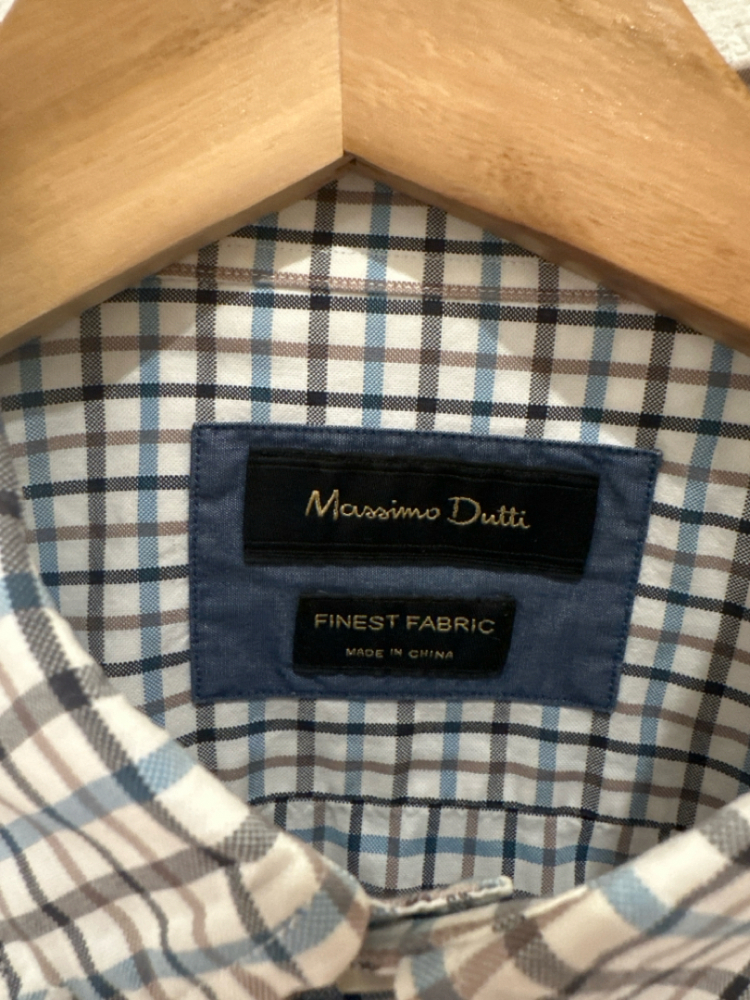 Massimo Dutti
FINEST FABRIC
MADE IN CHINA